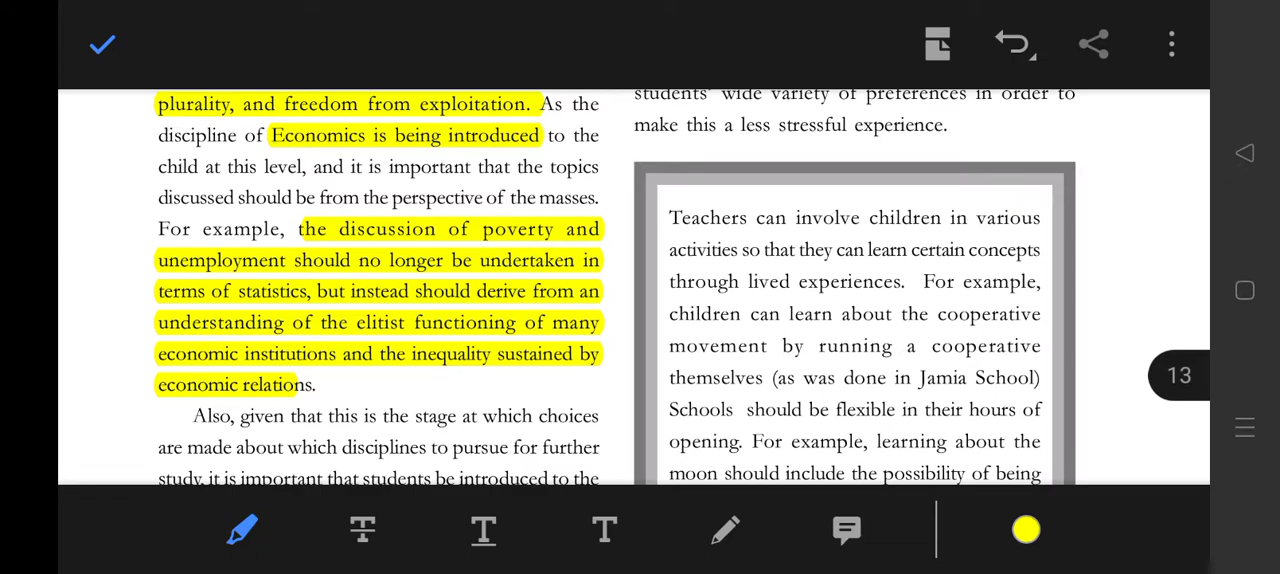 plurality, and freedom from exploitation. As the
discipline of Economics is being introduced to the
child at this level, and it is important that the topics
discussed should be from the perspective of the masses.
For example, the discussion of poverty and
unemployment should no longer be undertaken in
terms of statistics, but instead should derive from an
understanding of the elitist functioning of many
economic institutions and the inequality sustained by
economic relations.
Also, given that this is the stage at which choices
are made about which disciplines to pursue for further
study, it is important that students be introduced to the
students' wide variety of preferences in order to
make this a less stressful experience.
Teachers can involve children in various
activities so that they can learn certain concepts
through lived experiences. For example,
children can learn about the cooperative
movement by running a cooperative
themselves (as was done in Jamia School)
Schools should be flexible in their hours of
opening. For example, learning about the
moon should include the possibility of being
13